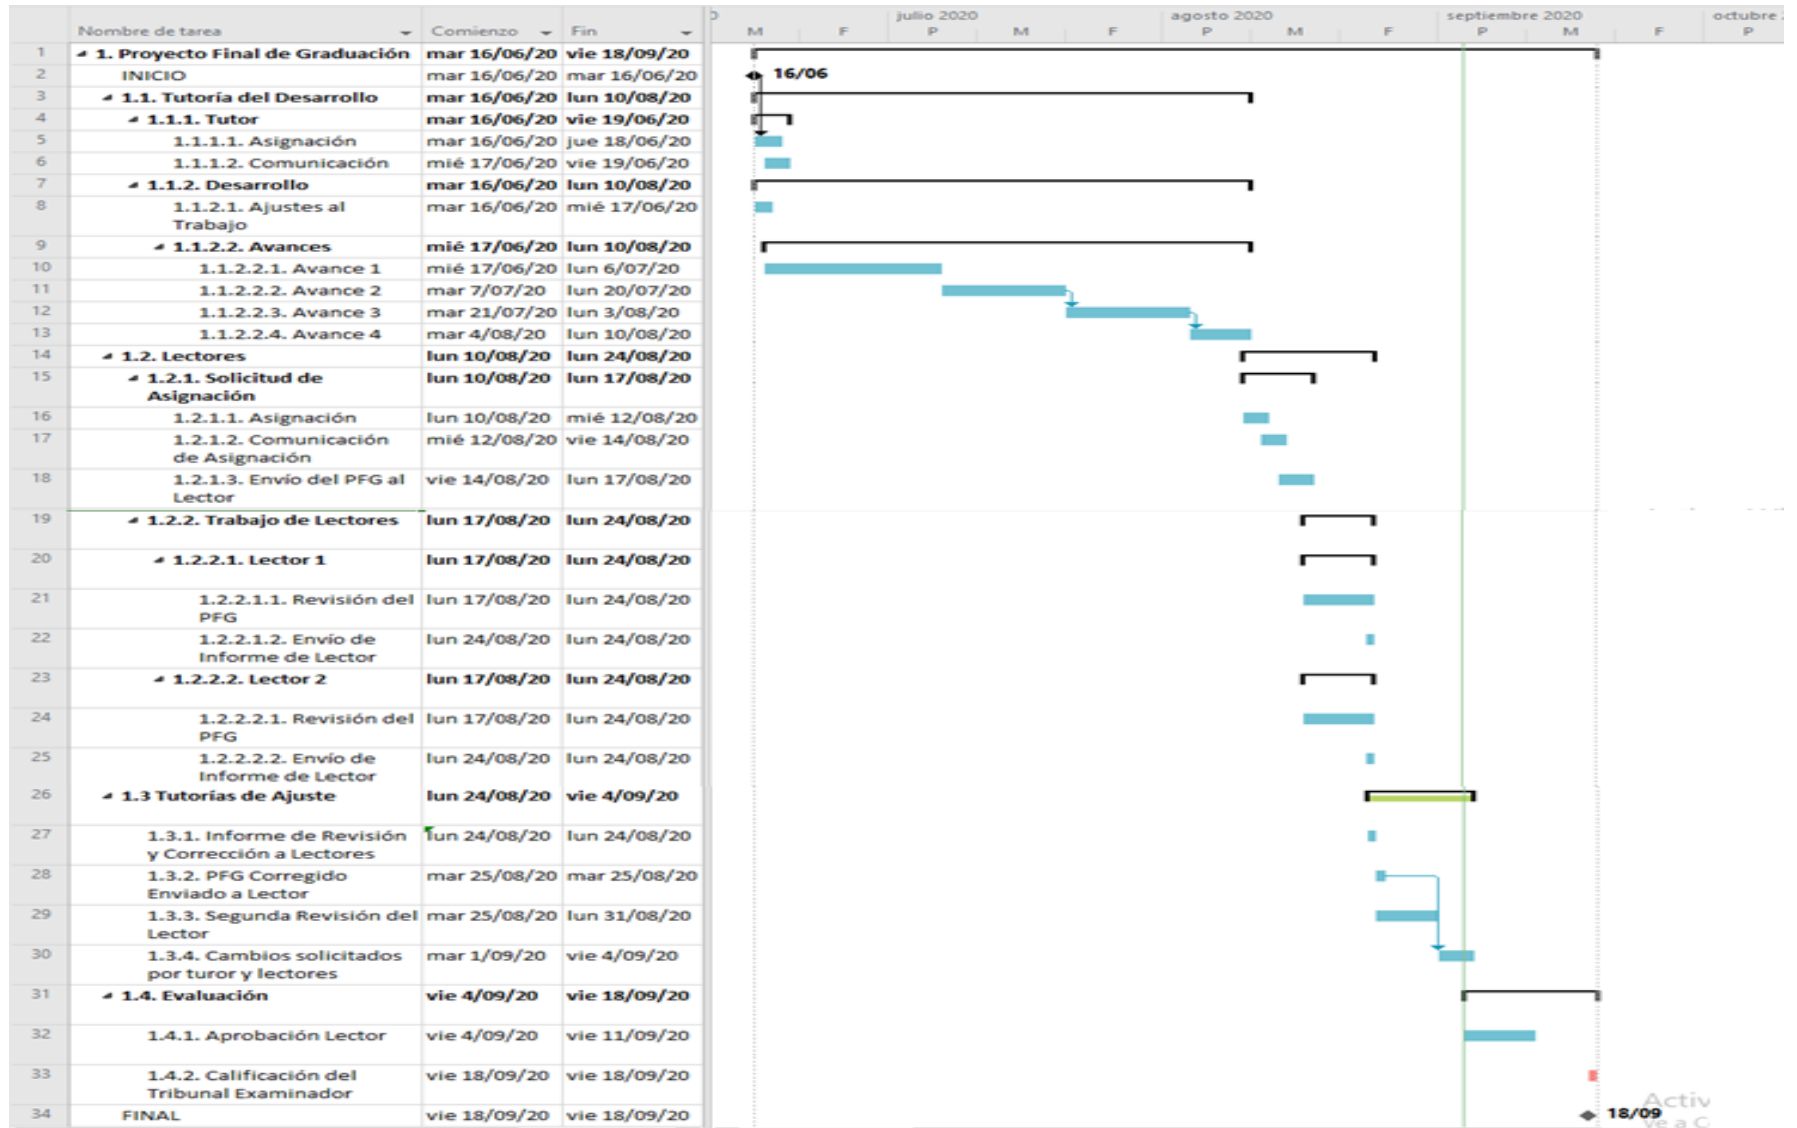 julio 2020 agosto 2020 septiembre 2020 octubre
Nombre de tarea Comienzo Fin M F P M F P M F P M F P
1 1. Proyecto Final de Graduación mar 16/06/20 vie 18/09/20
2 INICIO mar 16/06/20 mar 16/06/20 16/06
3 1.1. Tutoría del Desarrollo mar 16/06/20 lun 10/08/20
4 1.1.1. Tutor mar 16/06/20 vie 19/06/20
5 1.1.1.1. Asignación mar 16/06/20 jue 18/06/20
6 1.1.1.2. Comunicación mié 17/06/20 vie 19/06/20
7 1.1.2. Desarrollo mar 16/06/20 lun 10/08/20
8 1.1.2.1. Ajustes al mar 16/06/20 mié 17/06/20
Trabajo
9 1.1.2.2. Avances mié 17/06/20 lun 10/08/20
10 1.1.2.2.1. Avance 1 mié 17/06/20 lun 6/07/20
11 1.1.2.2.2. Avance 2 mar 7/07/20 lun 20/07/20
12 1.1.2.2.3. Avance 3 mar 21/07/20 lun 3/08/20
13 1.1.2.2.4. Avance 4 mar 4/08/20 lun 10/08/20
14 1.2. Lectores lun 10/08/20 lun 24/08/20
15 1.2.1. Solicitud de lun 10/08/20 lun 17/08/20
Asignación
16 1.2.1.1. Asignación lun 10/08/20 mié 12/08/20
17 1.2.1.2. Comunicación mié 12/08/20 vie 14/08/20
de Asignación
18 1.2.1.3. Envío del PFG al vie 14/08/20 lun 17/08/20
Lector
19 1.2.2. Trabajo de Lectores lun 17/08/20 lun 24/08/20
20 1.2.2.1. Lector 1 lun 17/08/20 lun 24/08/20
21 1.2.2.1.1. Revisión del lun 17/08/20 lun 24/08/20
PFG
22 1.2.2.1.2. Envío de lun 24/08/20 lun 24/08/20
Informe de Lector
23 1.2.2.2. Lector 2 lun 17/08/20 lun 24/08/20
24 1.2.2.2.1. Revisión del lun 17/08/20 lun 24/08/20
PFG
25 1.2.2.2.2. Envío de lun 24/08/20 lun 24/08/20
Informe de Lector
26 1.3 Tutorías de Ajuste lun 24/08/20 vie 4/09/20
27 1.3.1. Informe de Revisión lun 24/08/20 lun 24/08/20
y Corrección a Lectores
28 1.3.2. PFG Corregido mar 25/08/20 mar 25/08/20
Enviado a Lector
29 1.3.3. Segunda Revisión del mar 25/08/20 lun 31/08/20
Lector
30 1.3.4. Cambios solicitados mar 1/09/20 vie 4/09/20
por turor y lectores
31 1.4. Evaluación vie 4/09/20 vie 18/09/20
32 1.4.1. Aprobación Lector vie 4/09/20 vie 11/09/20
33 1.4.2. Calificación del vie 18/09/20 vie 18/09/20
Tribunal Examinador
Activ
34 FINAL vie 18/09/20 vie 18/09/20 18/09
Ve a C